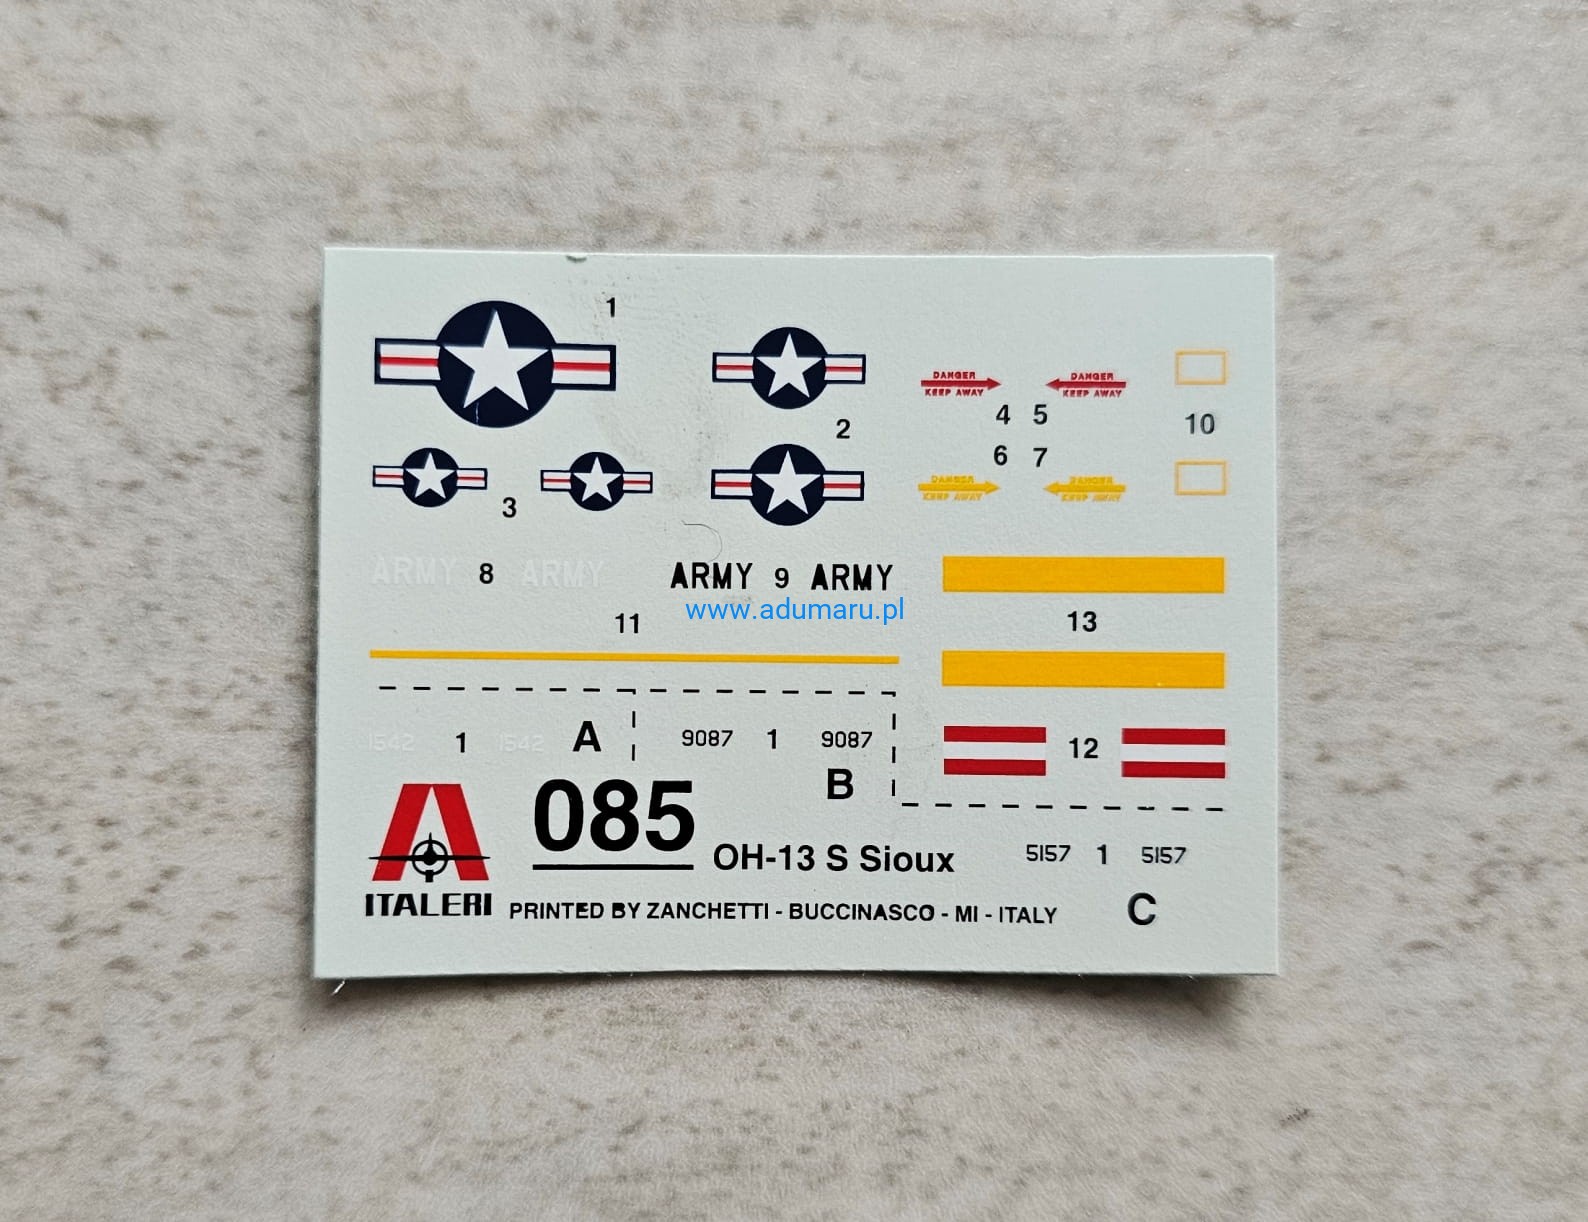 1
2
DANGER
KEEP AWAY
DANGER
KEEP AWAY
4 5
10
3
6 7
DANGER
KEEP AWAY
DANGER
KEEP AWAY
ARMY 8 ARMY
ARMY 9 ARMY
www.adumaru.pl
11
13
1542 1 1542 A
9087 1 9087
B
12
085
OH-13 S Sioux
5157 1 5157
C
ITALERI
PRINTED BY ZANCHETTI - BUCCINASCO - MI - ITALY